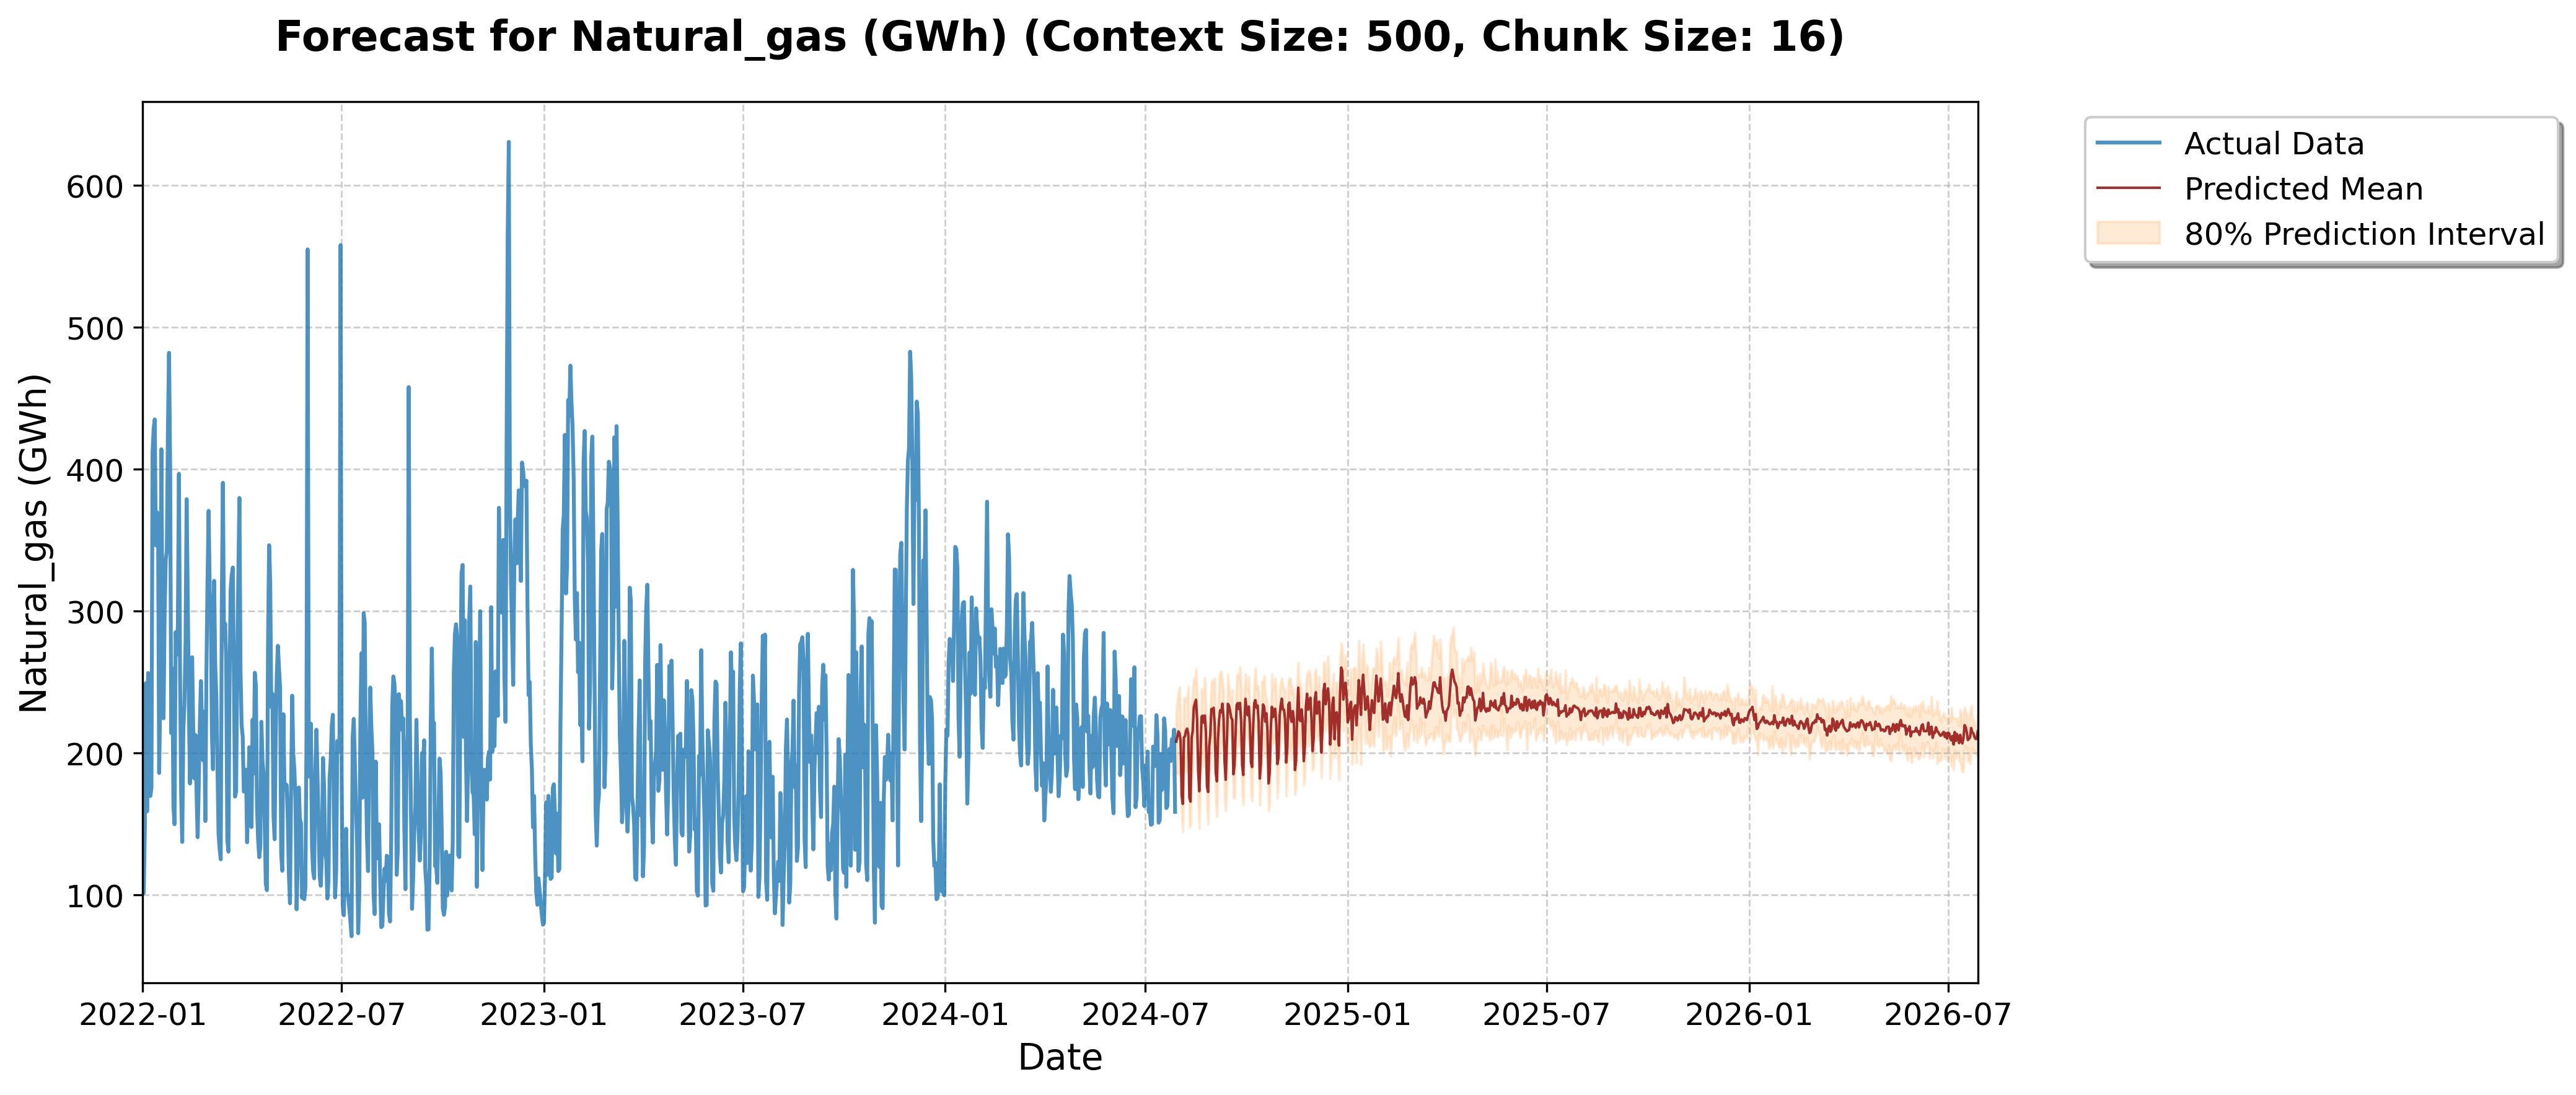 Forecast for Natural_gas (GWh) (Context Size: 500, Chunk Size: 16)
Actual Data
Predicted Mean
80% Prediction Interval
Natural_gas (GWh)
600
500
400
300
200
100
2022-01 2022-07 2023-01 2023-07 2024-01 2024-07 2025-01 2025-07 2026-01 2026-07
Date